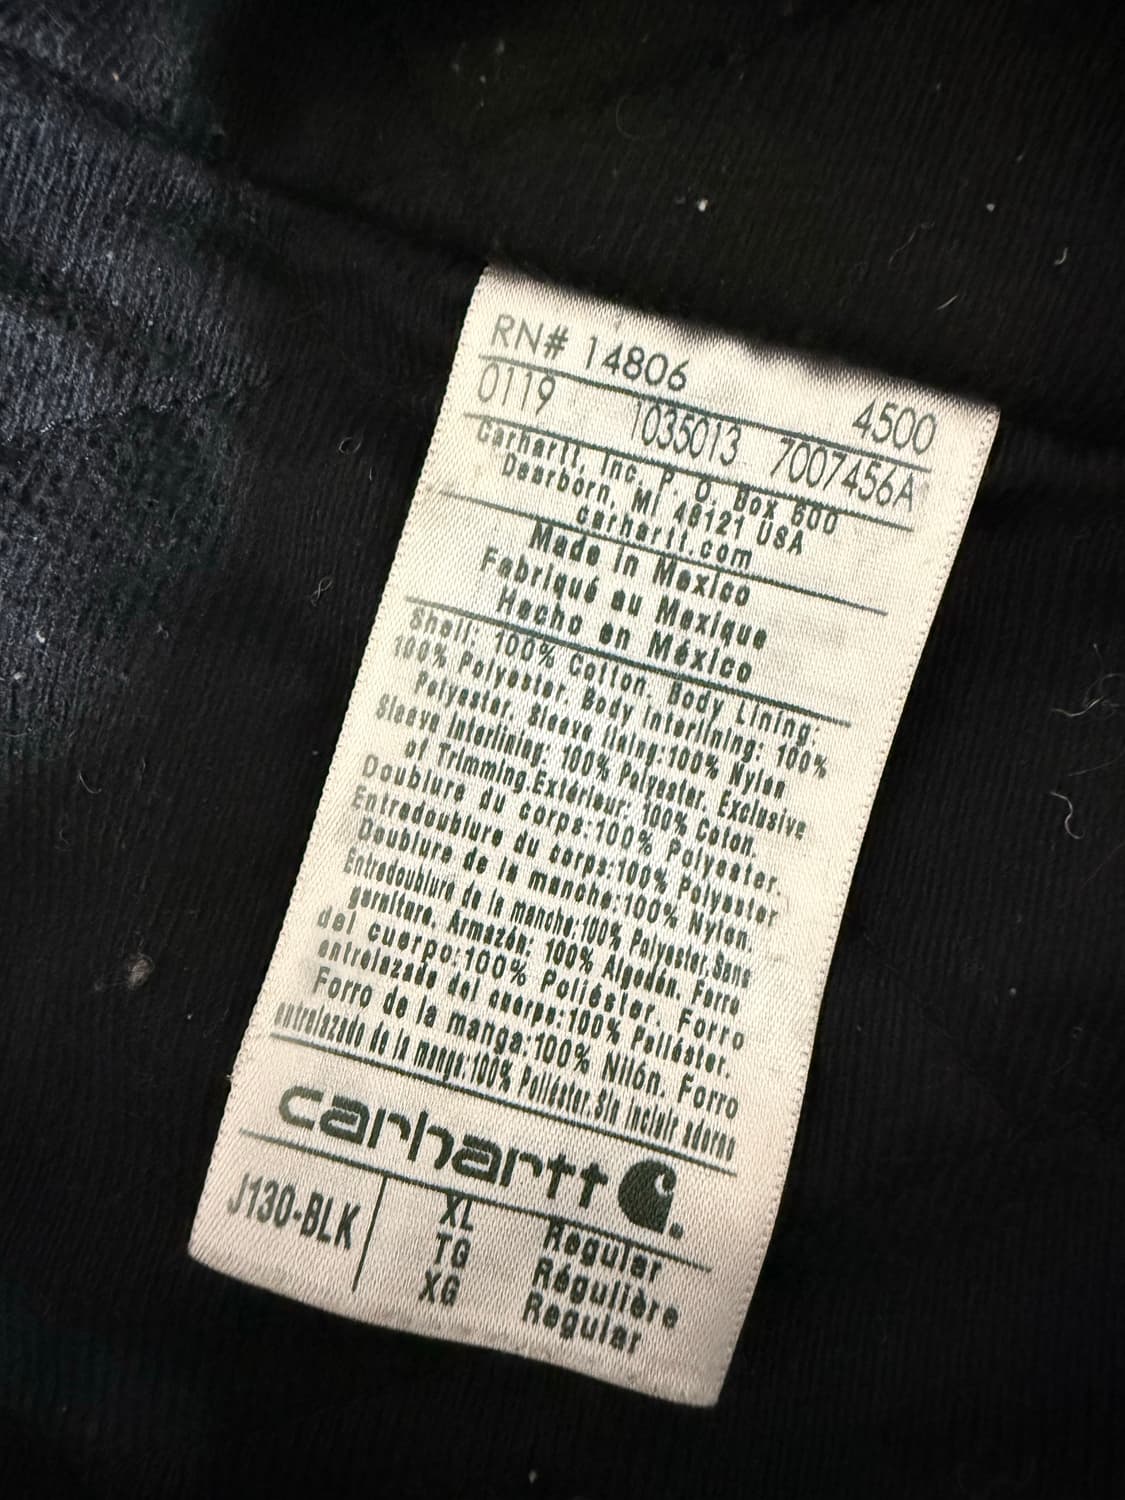 RN# 14806 4500
0119 1035013 7007456A
Carhartt, Inc, P. O. Box 600
Dearborn, MI 48121 USA
carhartt.com
Made in Mexico
Fabriqué au Mexique
Hecho en México
Shell: 100% Cotton. Body Lining:
100% Polyester. Body Interlining: 100%
Polyester. Sleeve lining:100% Nylon
Sleeve Interlining: 100% Polyester. Exclusive
of Trimming.Extérieur: 100% Coton.
Doublure du corps:100% Polyester.
Entredoublure du corps:100% Polyester
Doublure de la manche:100% Nylon.
Entredoublure de la manche:100% Polyester.Sans
garniture. Armazón: 100% Algodón. Forro
del cuerpo:100% Poliéster. Forro
entrelazado del cuerpo:100% Poliéster.
Forro de la manga:100% Nilón. Forro
entrelazado de la manga:100% Poliéster.Sin incluir adorno
carhartt
J130-BLK XL Regular
TG Régulière
XG Regular